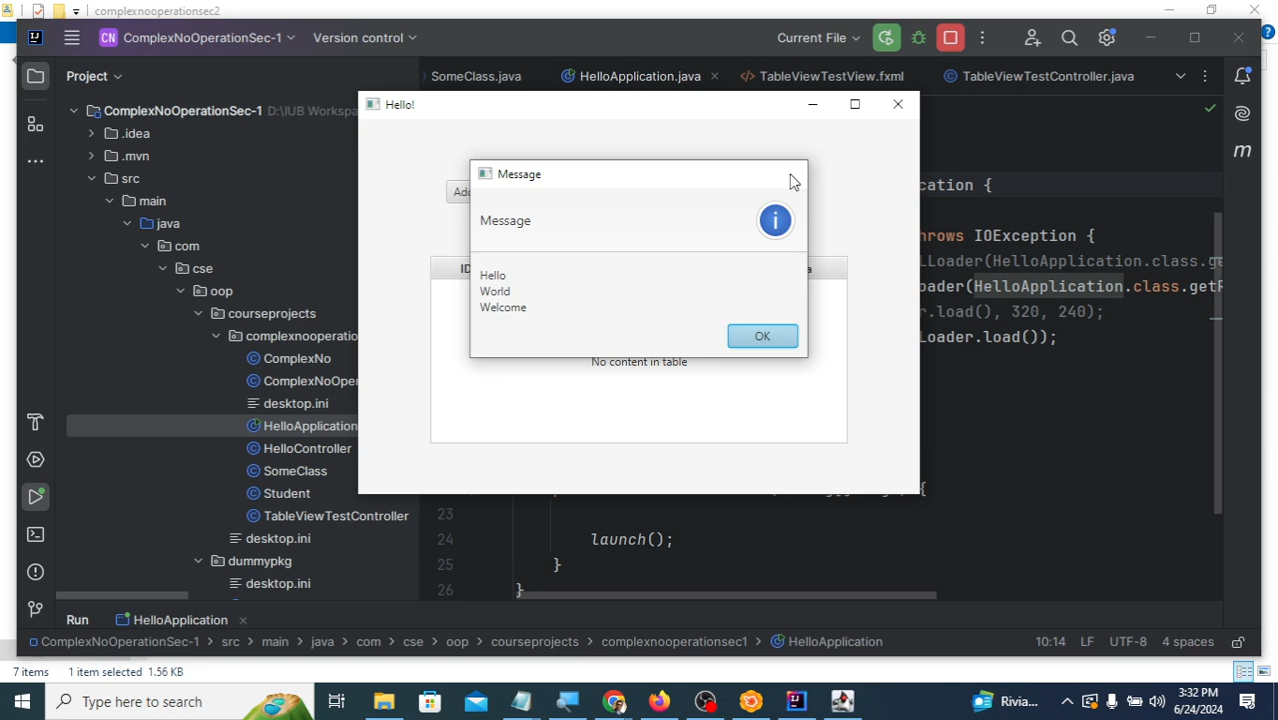 complexnooperationsec2
CN ComplexNoOperationSec-1 Version control Current File
Project
SomeClass.java HelloApplication.java TableViewTestView.fxml TableViewTestController.java
ComplexNoOperationSec-1 D:\IUB Workspa
.idea
.mvn
src
main
java
com
cse
oop
courseprojects
complexnooperatio
ComplexNo
ComplexNoOper
desktop.ini
HelloApplication
HelloController
SomeClass
Student
TableViewTestController
desktop.ini
dummypkg
desktop.ini
Hello!
Message
Message
Hello
World
Welcome
OK
No content in table
cation {
hrows IOException {
LLoader(HelloApplication.class.ge
oader(HelloApplication.class.getR
r.load(), 320, 240);
Loader.load());
{
23
24 launch();
25 }
26 }
Run HelloApplication
ComplexNoOperationSec-1 > src > main > java > com > cse > oop > courseprojects > complexnooperationsec1 > HelloApplication 10:14 LF UTF-8 4 spaces
7 items 1 item selected 1.56 KB
Type here to search Rivia... 3:32 PM
6/24/2024